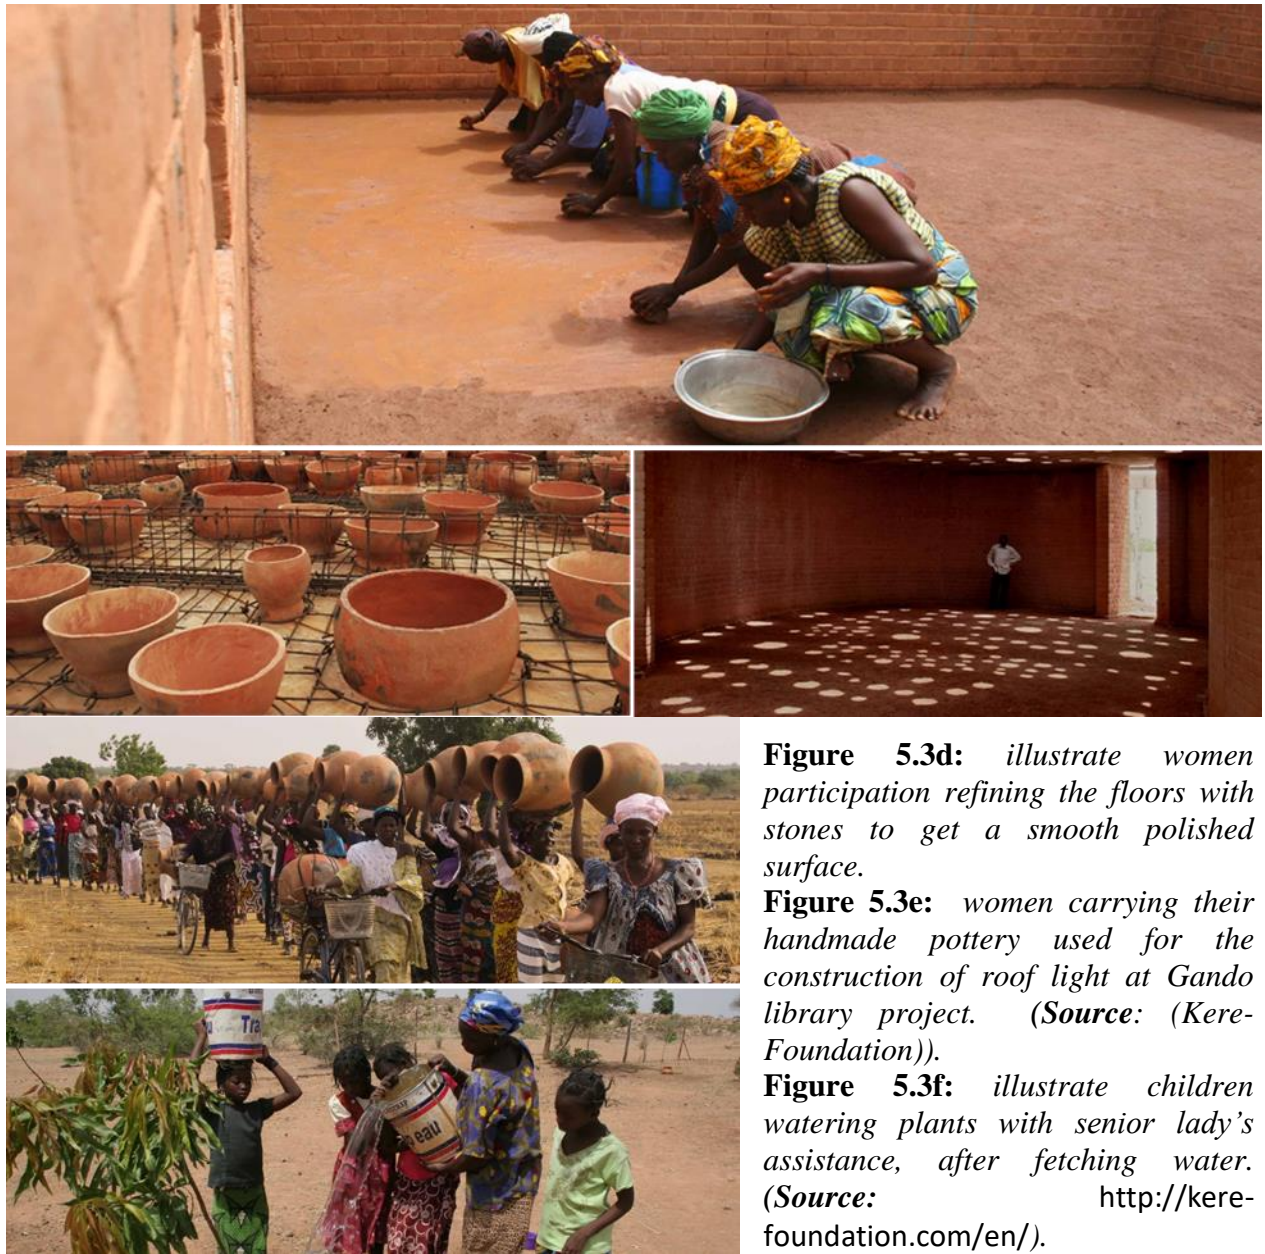 Figure 5.3d: illustrate women
participation refining the floors with
stones to get a smooth polished
surface.
Figure 5.3e: women carrying their
handmade pottery used for the
construction of roof light at Gando
library project. (Source: (Kere-
Foundation)).
Figure 5.3f: illustrate children
watering plants with senior lady's
assistance, after fetching water.
(Source: http://kere-
foundation.com/en/).
Tra
eau